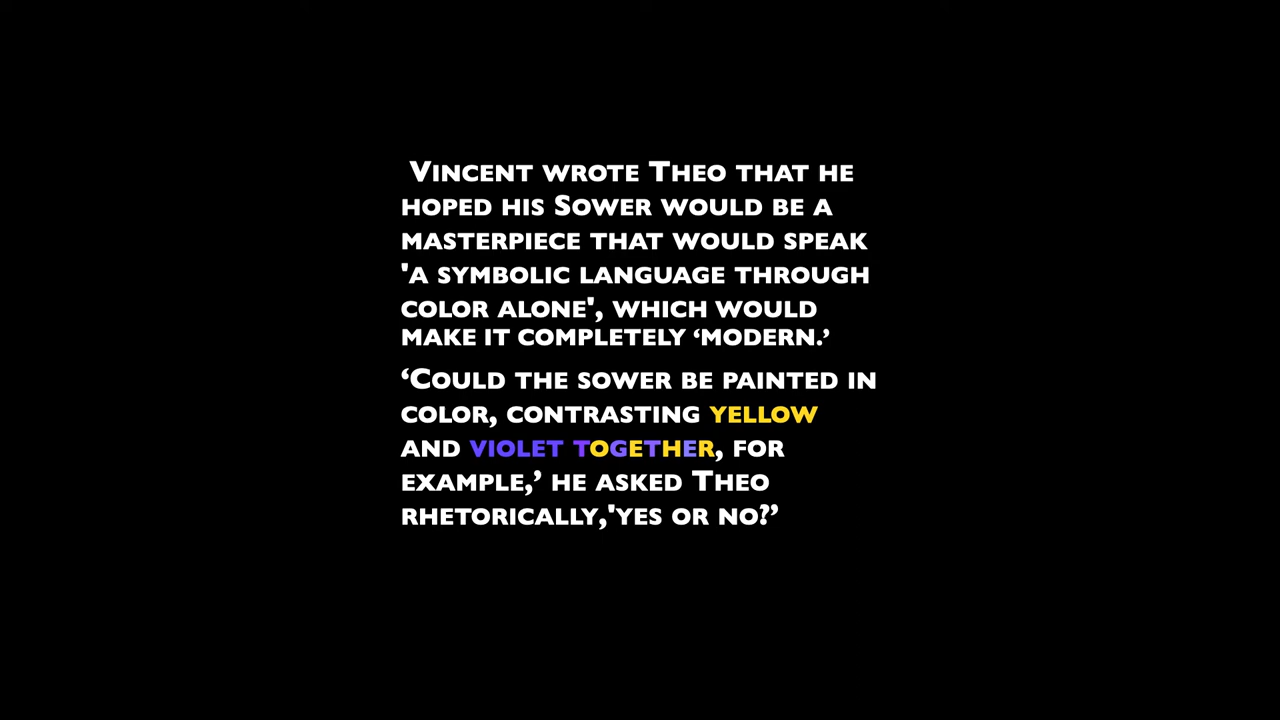 Vincent wrote Theo that he
hoped his Sower would be a
masterpiece that would speak
'a symbolic language through
color alone', which would
make it completely ‘modern.’
‘Could the sower be painted in
color, contrasting yellow
and violet together, for
example,’ he asked Theo
rhetorically,'yes or no?’